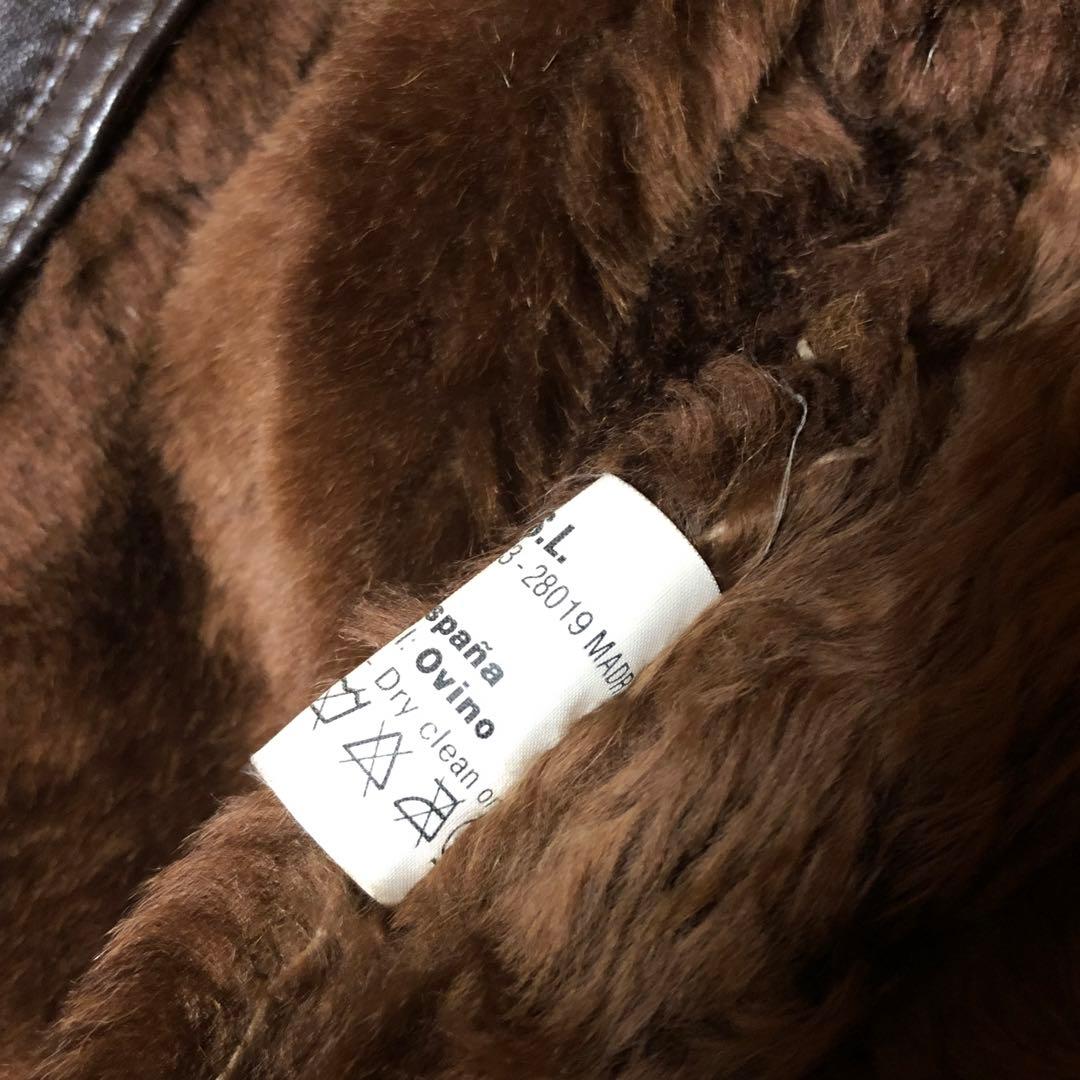 S.L.
3-28019 MADR
spaña
l: Ovino
Dry clean o